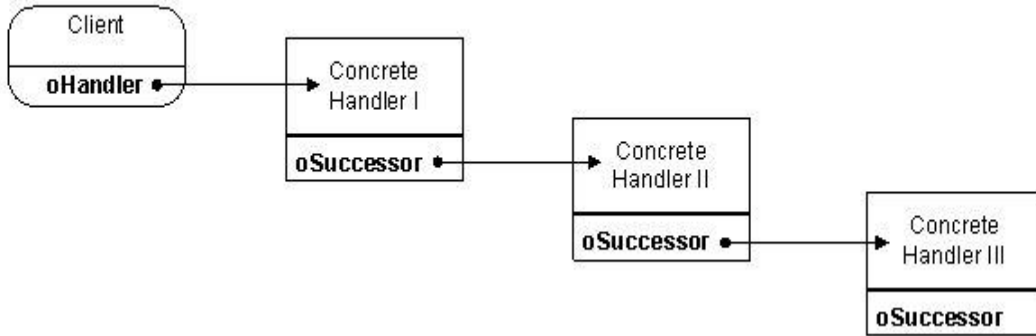 Client
oHandler
Concrete
Handler I
oSuccessor
Concrete
Handler II
oSuccessor
Concrete
Handler III
oSuccessor